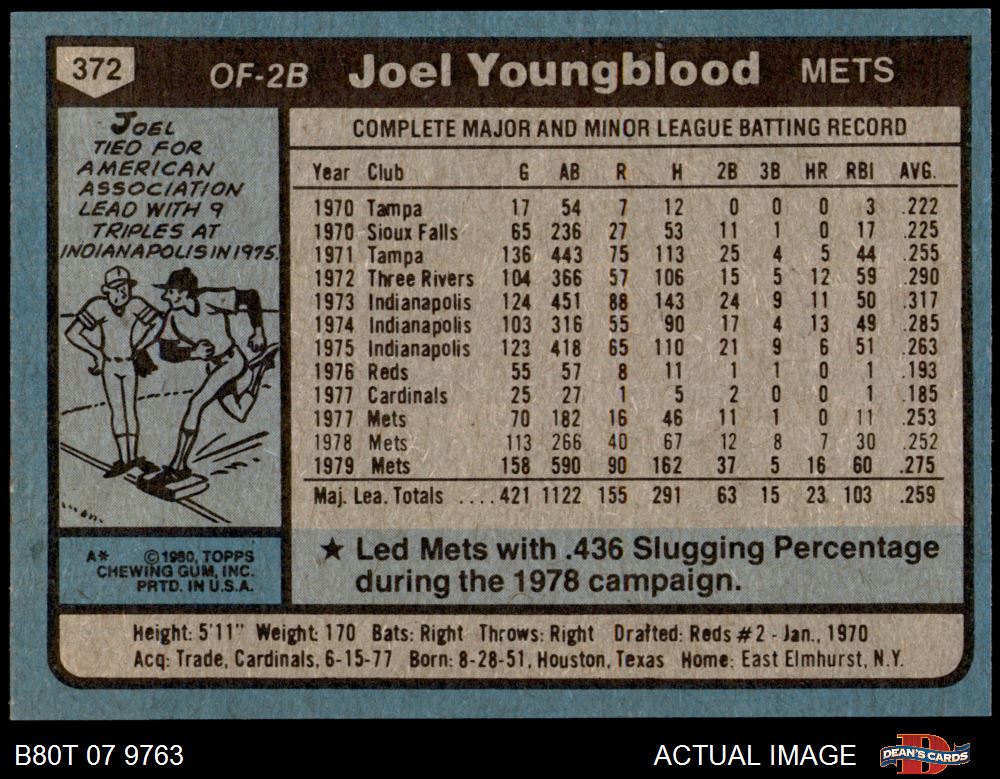 372 OF-2B Joel Youngblood METS
JOEL
TIED FOR
AMERICAN
ASSOCIATION
LEAD WITH 9
TRIPLES AT
INDIANAPOLIS IN 1975.
COMPLETE MAJOR AND MINOR LEAGUE BATTING RECORD
Year Club G AB R H 2B 3B HR RBI AVG.
1970 Tampa 17 54 7 12 0 0 0 3 .222
1970 Sioux Falls 65 236 27 53 11 1 0 17 .225
1971 Tampa 136 443 75 113 25 4 5 44 .255
1972 Three Rivers 104 366 57 106 15 5 12 59 .290
1973 Indianapolis 124 451 88 143 24 9 11 50 .317
1974 Indianapolis 103 316 55 90 17 4 13 49 .285
1975 Indianapolis 123 418 65 110 21 9 6 51 .263
1976 Reds 55 57 8 11 1 1 0 1 .193
1977 Cardinals 25 27 1 5 2 0 0 1 .185
1977 Mets 70 182 16 46 11 1 0 11 .253
1978 Mets 113 266 40 67 12 8 7 30 .252
1979 Mets 158 590 90 162 37 5 16 60 .275
Maj. Lea. Totals ....421 1122 155 291 63 15 23 103 .259
A* © 1980, TOPPS
CHEWING GUM, INC.
PRTD. IN U.S.A.
★ Led Mets with .436 Slugging Percentage
during the 1978 campaign.
Height: 5'11" Weight: 170 Bats: Right Throws: Right Drafted: Reds #2 - Jan., 1970
Acq: Trade, Cardinals, 6-15-77 Born: 8-28-51, Houston, Texas Home: East Elmhurst, N.Y.
B80T 07 9763 ACTUAL IMAGE DEAN'S CARDS